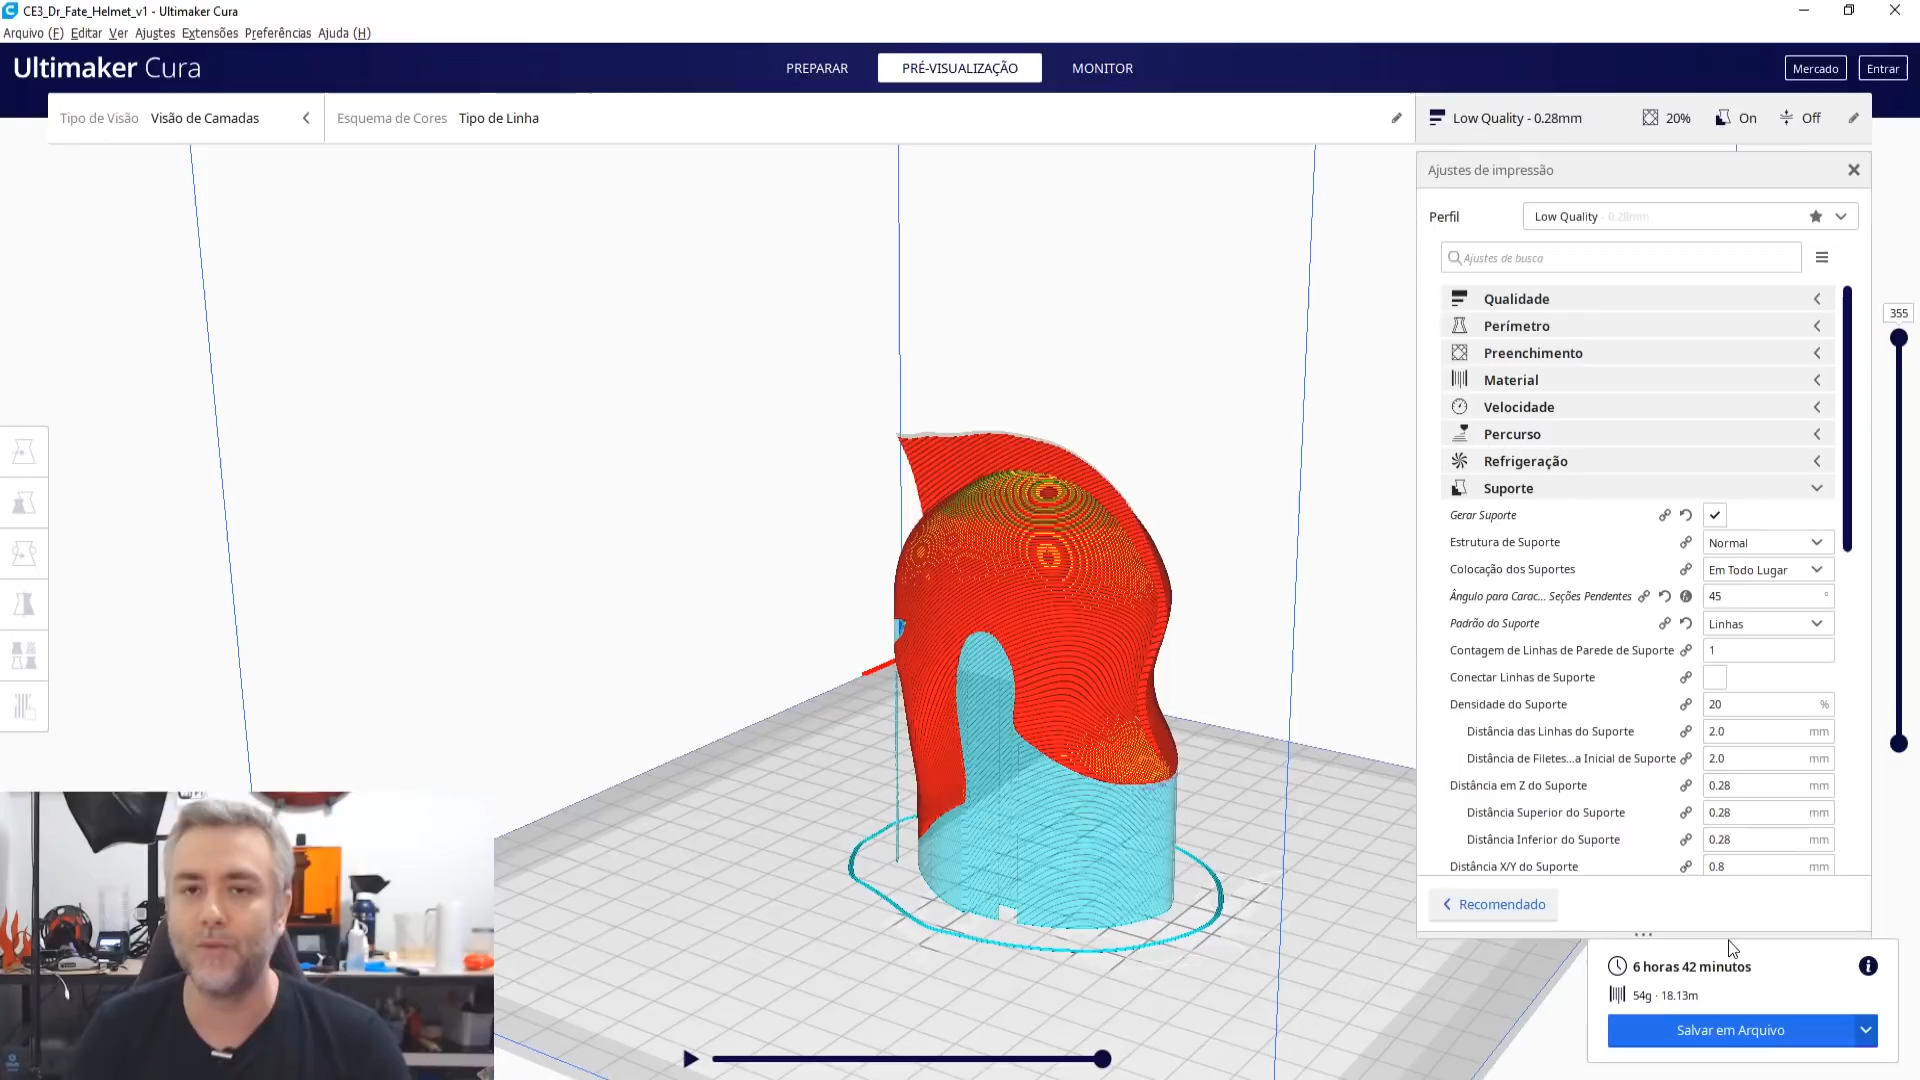 CE3_Dr_Fate_Helmet_v1 - Ultimaker Cura
Arquivo (F) Editar Ver Ajustes Extensões Preferências Ajuda (H)
Ultimaker Cura
PREPARAR PRÉ-VISUALIZAÇÃO MONITOR
Mercado Entrar
Tipo de Visão Visão de Camadas Esquema de Cores Tipo de Linha
Low Quality - 0.28mm 20% On Off
Ajustes de impressão
Perfil Low Quality - 0.28mm
Ajustes de busca
Qualidade
Perímetro
Preenchimento
Material
Velocidade
Percurso
Refrigeração
Suporte
Gerar Suporte
Estrutura de Suporte Normal
Colocação dos Suportes Em Todo Lugar
Ângulo para Carac... Seções Pendentes 45 °
Padrão do Suporte Linhas
Contagem de Linhas de Parede de Suporte 1
Conectar Linhas de Suporte
Densidade do Suporte 20 %
Distância das Linhas do Suporte 2.0 mm
Distância de Filetes...a Inicial de Suporte 2.0 mm
Distância em Z do Suporte 0.28 mm
Distância Superior do Suporte 0.28 mm
Distância Inferior do Suporte 0.28 mm
Distância X/Y do Suporte 0.8 mm
Recomendado
355
6 horas 42 minutos
54g · 18.13m
Salvar em Arquivo